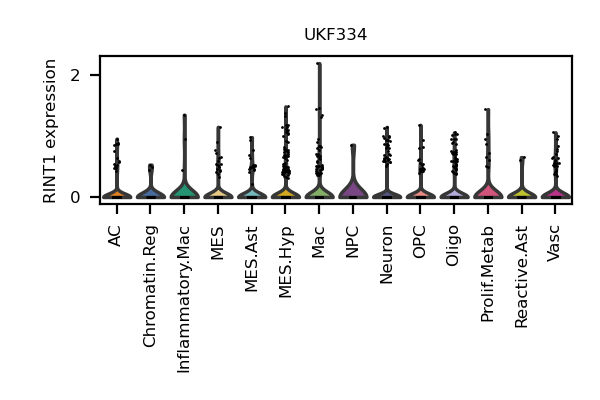 UKF334
RINT1 expression
2
0
AC
Chromatin.Reg
Inflammatory.Mac
MES
MES.Ast
MES.Hyp
Mac
NPC
Neuron
OPC
Oligo
Prolif.Metab
Reactive.Ast
Vasc